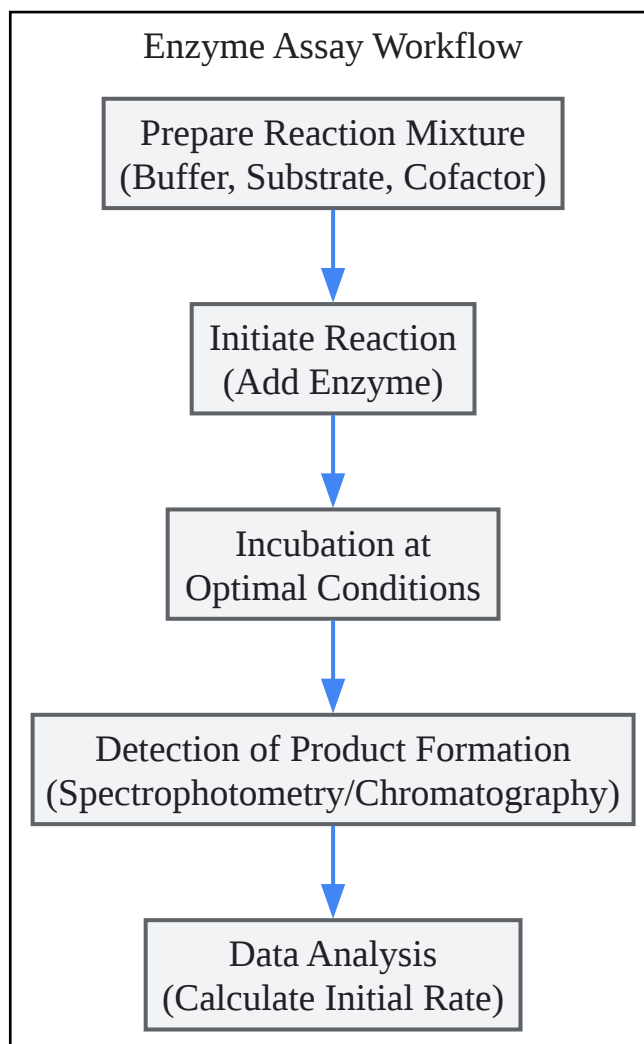 Enzyme Assay Workflow
Prepare Reaction Mixture
(Buffer, Substrate, Cofactor)
Initiate Reaction
(Add Enzyme)
Incubation at
Optimal Conditions
Detection of Product Formation
(Spectrophotometry/Chromatography)
Data Analysis
(Calculate Initial Rate)